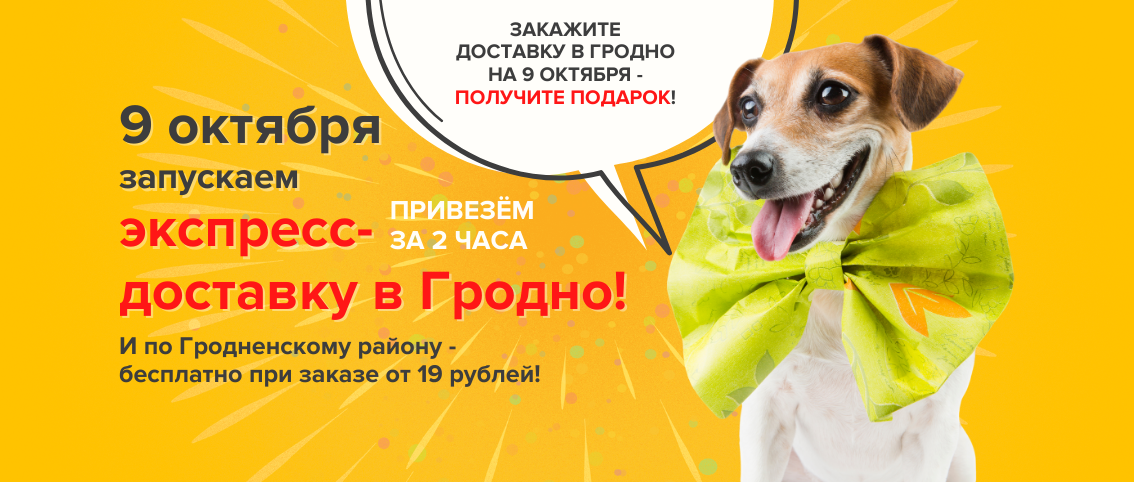 ЗАКАЖИТЕ
ДОСТАВКУ В ГРОДНО
НА 9 ОКТЯБРЯ -
ПОЛУЧИТЕ ПОДАРОК!
9 октября
запускаем
экспресс-
ПРИВЕЗЁМ
ЗА 2 ЧАСА
доставку в Гродно!
И по Гродненскому району -
бесплатно при заказе от 19 рублей!